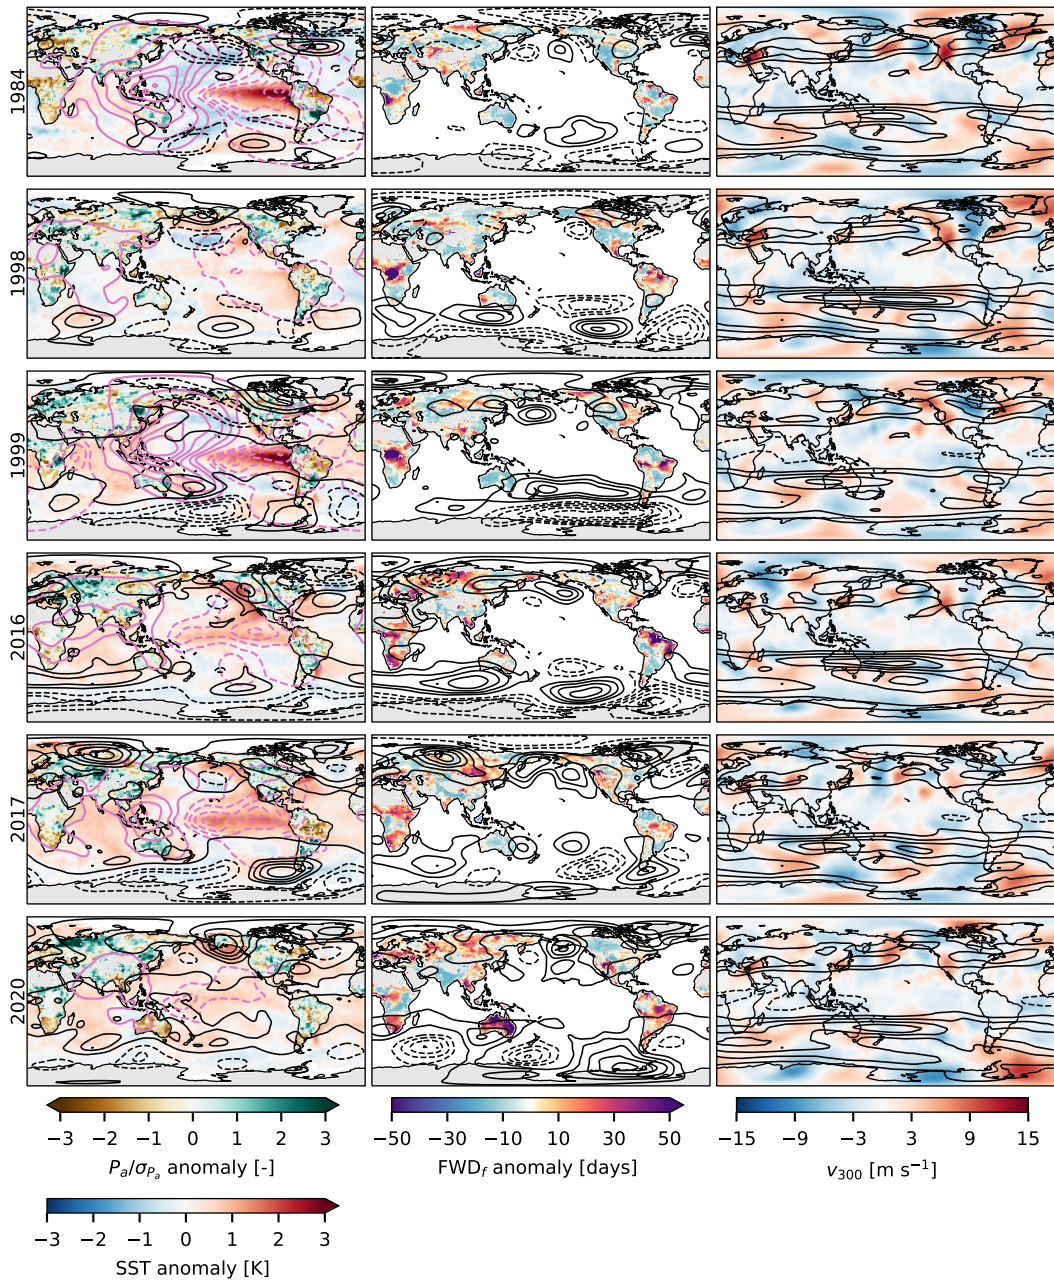 1984
1998
1999
2016
2017
2020
−3 −2 −1 0 1 2 3
P_a/σ_{P_a} anomaly [-]
−50 −30 −10 10 30 50
FWD_f anomaly [days]
−15 −9 −3 3 9 15
v_{300} [m s^{−1}]
−3 −2 −1 0 1 2 3
SST anomaly [K]